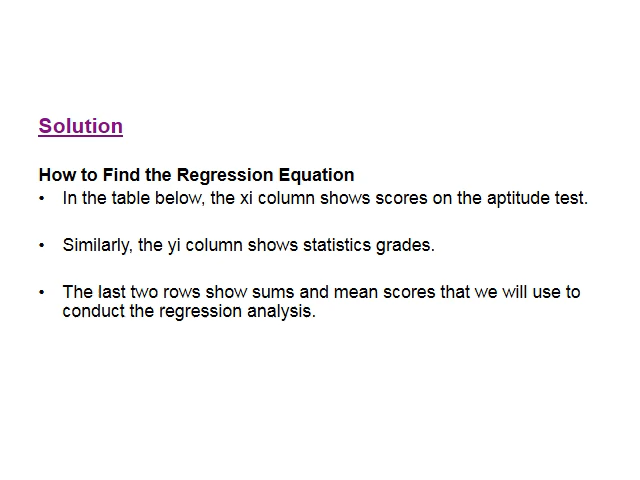 Solution
How to Find the Regression Equation
• In the table below, the xi column shows scores on the aptitude test.
• Similarly, the yi column shows statistics grades.
• The last two rows show sums and mean scores that we will use to
conduct the regression analysis.